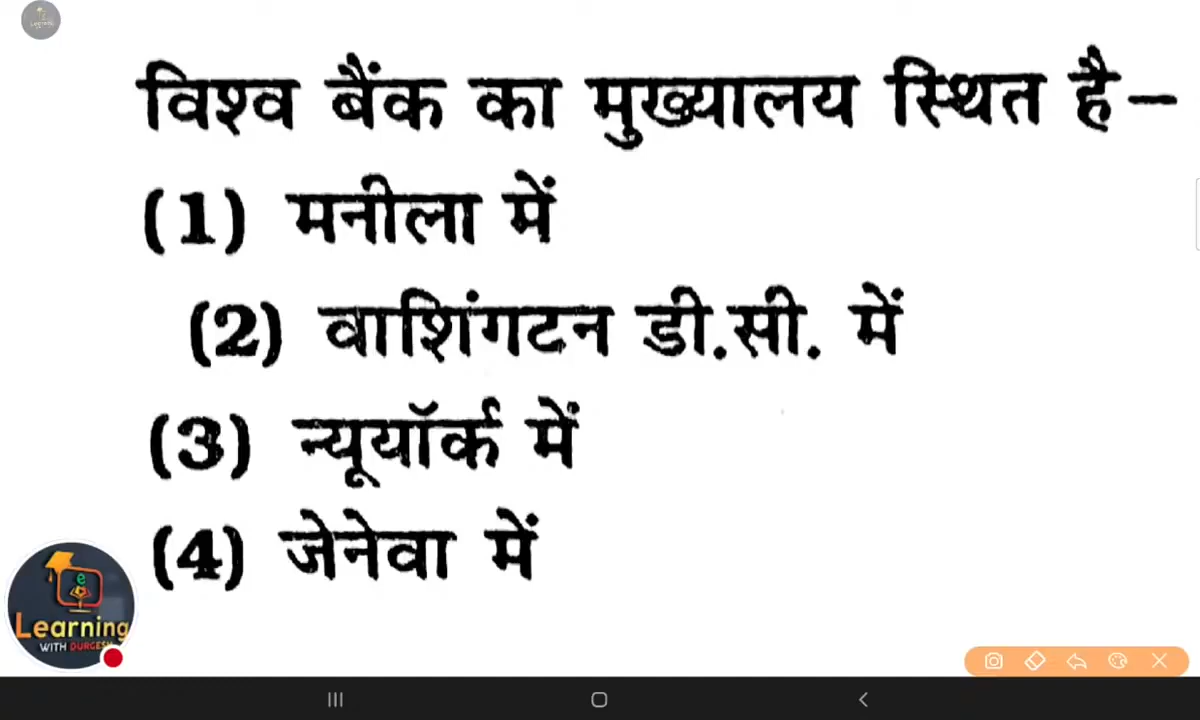 विश्व बैंक का मुख्यालय स्थित है–
(1) मनीला में
(2) वाशिंगटन डी.सी. में
(3) न्यूयॉर्क में
(4) जेनेवा में
e
Learning
WITH DURGESH